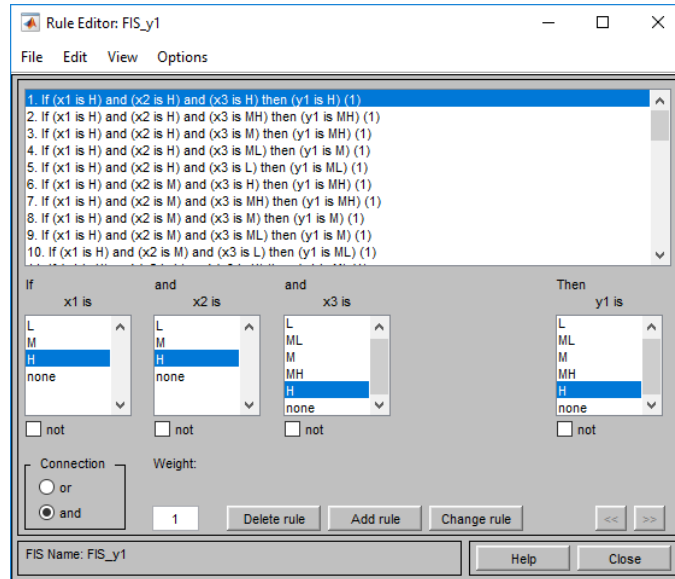 Rule Editor: FIS_y1
File Edit View Options
1. If (x1 is H) and (x2 is H) and (x3 is H) then (y1 is H) (1)
2. If (x1 is H) and (x2 is H) and (x3 is MH) then (y1 is MH) (1)
3. If (x1 is H) and (x2 is H) and (x3 is M) then (y1 is MH) (1)
4. If (x1 is H) and (x2 is H) and (x3 is ML) then (y1 is M) (1)
5. If (x1 is H) and (x2 is H) and (x3 is L) then (y1 is ML) (1)
6. If (x1 is H) and (x2 is M) and (x3 is H) then (y1 is MH) (1)
7. If (x1 is H) and (x2 is M) and (x3 is MH) then (y1 is MH) (1)
8. If (x1 is H) and (x2 is M) and (x3 is M) then (y1 is M) (1)
9. If (x1 is H) and (x2 is M) and (x3 is ML) then (y1 is M) (1)
10. If (x1 is H) and (x2 is M) and (x3 is L) then (y1 is ML) (1)
If and and Then
x1 is x2 is x3 is y1 is
L L L L
M M ML ML
H H M M
none none MH MH
H H
none none
not not not not
Connection Weight:
or
and 1 Delete rule Add rule Change rule << >>
FIS Name: FIS_y1 Help Close